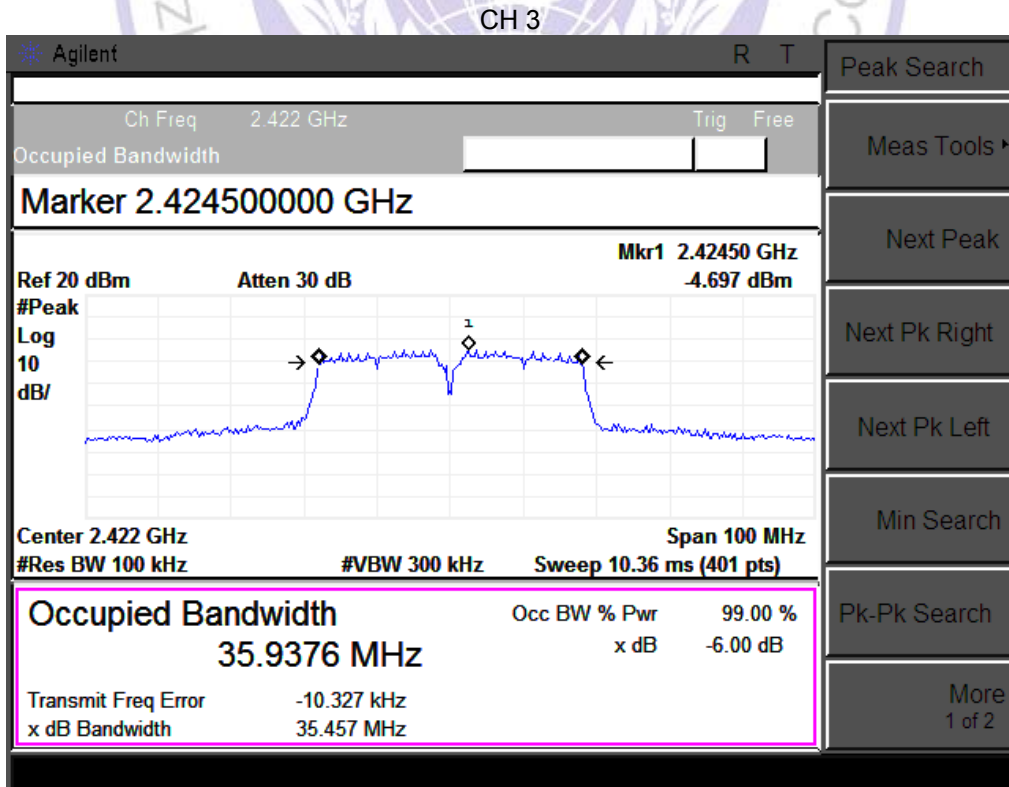 CH 3
Agilent R T
Peak Search
Ch Freq 2.422 GHz Trig Free
Occupied Bandwidth
Meas Tools
Marker 2.424500000 GHz
Next Peak
Mkr1 2.42450 GHz
Ref 20 dBm Atten 30 dB -4.697 dBm
#Peak
Log
10
dB/
1
Next Pk Right
Next Pk Left
Center 2.422 GHz Span 100 MHz
#Res BW 100 kHz #VBW 300 kHz Sweep 10.36 ms (401 pts)
Min Search
Occupied Bandwidth Occ BW % Pwr 99.00 %
35.9376 MHz x dB -6.00 dB
Pk-Pk Search
Transmit Freq Error -10.327 kHz
x dB Bandwidth 35.457 MHz
More
1 of 2